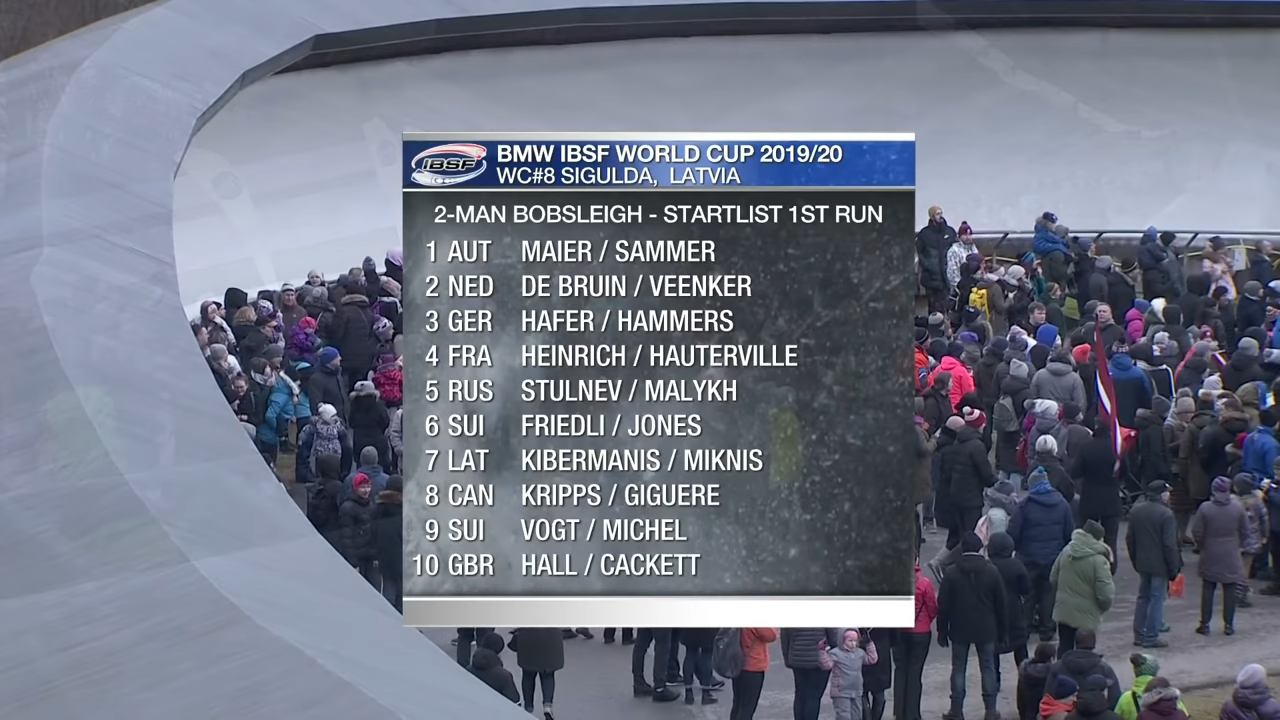 IBSF
BMW IBSF WORLD CUP 2019/20
WC#8 SIGULDA, LATVIA
2-MAN BOBSLEIGH - STARTLIST 1ST RUN
1 AUT MAIER / SAMMER
2 NED DE BRUIN / VEENKER
3 GER HAFER / HAMMERS
4 FRA HEINRICH / HAUTERVILLE
5 RUS STULNEV / MALYKH
6 SUI FRIEDLI / JONES
7 LAT KIBERMANIS / MIKNIS
8 CAN KRIPPS / GIGUERE
9 SUI VOGT / MICHEL
10 GBR HALL / CACKETT